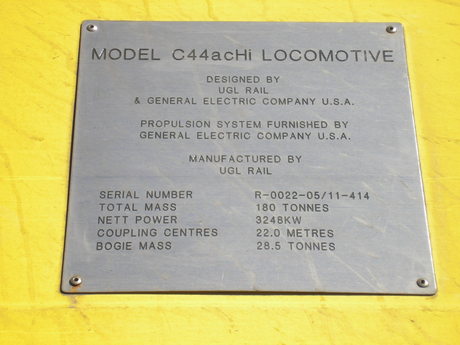 MODEL C44acHi LOCOMOTIVE
DESIGNED BY
UGL RAIL
& GENERAL ELECTRIC COMPANY U.S.A.
PROPULSION SYSTEM FURNISHED BY
GENERAL ELECTRIC COMPANY U.S.A.
MANUFACTURED BY
UGL RAIL
SERIAL NUMBER R-0022-05/11-414
TOTAL MASS 180 TONNES
NETT POWER 3248KW
COUPLING CENTRES 22.0 METRES
BOGIE MASS 28.5 TONNES